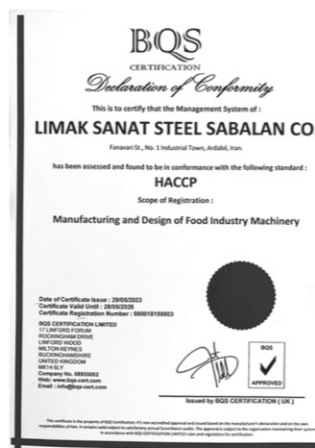 BQS
CERTIFICATION
Declaration of Conformity
This is to certify that the Management System of :
LIMAK SANAT STEEL SABALAN CO
Fanavari St., No. 1 Industrial Town, Ardabil, Iran.
has been assessed and found to be in conformance with the following standard :
HACCP
Scope of Registration :
Manufacturing and Design of Food Industry Machinery
Date of Certificate Issue : 29/05/2023
Certificate Valid Until : 28/05/2026
Certificate Registration Number :
BQS CERTIFICATION LIMITED
17 LINFORD FORUM
ROCKINGHAM DRIVE
LINFORD WOOD
MILTON KEYNES
BUCKINGHAMSHIRE
UNITED KINGDOM
MK14 6LY
Company No.
Web: www.bqs-cert.com
Email : info@bqs-cert.com
BQS
APPROVED
Issued by BQS CERTIFICATION ( UK )